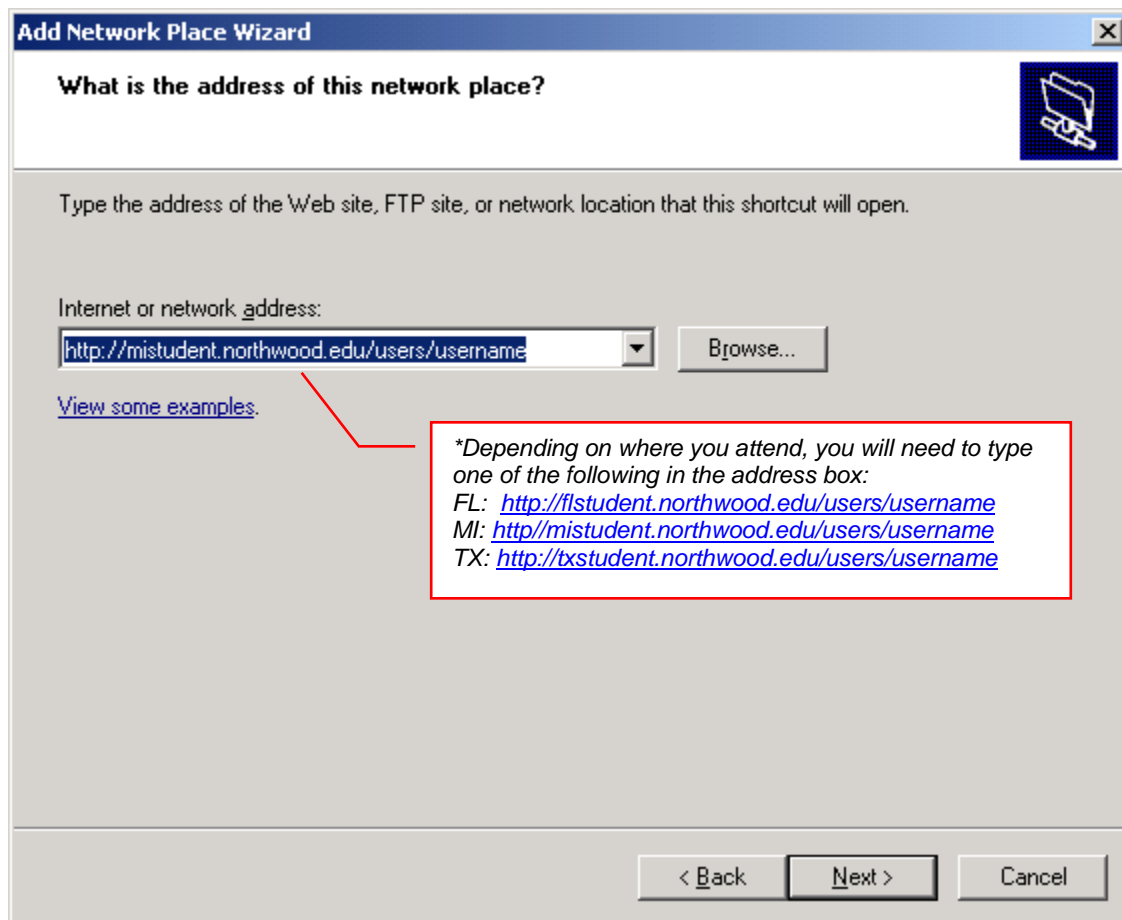 Add Network Place Wizard
What is the address of this network place?
Type the address of the Web site, FTP site, or network location that this shortcut will open.
Internet or network address:
http://mistudent.northwood.edu/users/username
Browse...
View some examples.
*Depending on where you attend, you will need to type
one of the following in the address box:
FL: http://flstudent.northwood.edu/users/username
MI: http//mistudent.northwood.edu/users/username
TX: http://txstudent.northwood.edu/users/username
< Back
Next >
Cancel